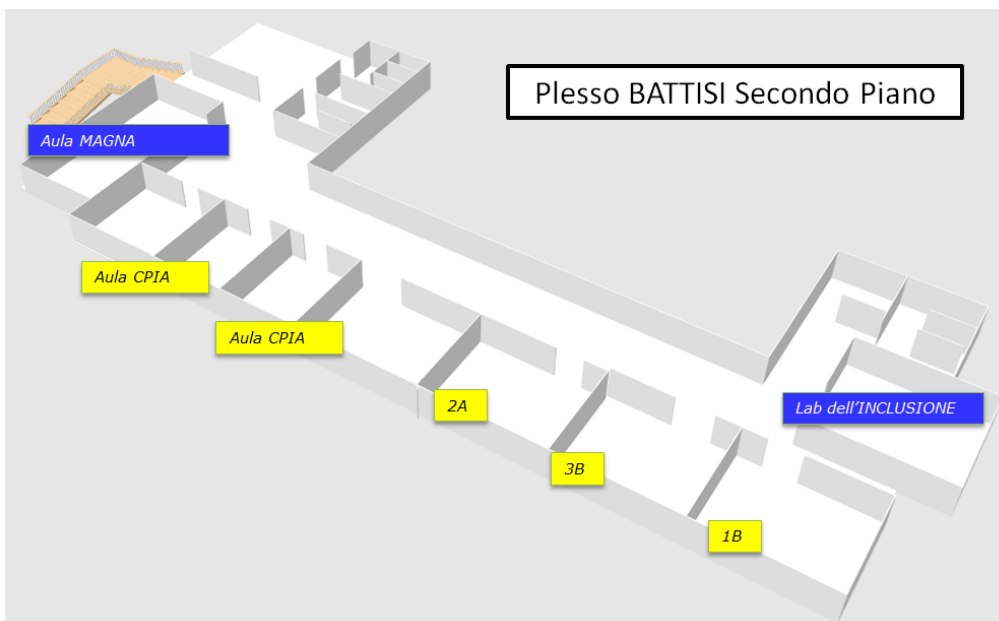 Plesso BATTISI Secondo Piano
Aula MAGNA
Aula CPIA
Aula CPIA
2A
Lab dell'INCLUSIONE
3B
1B